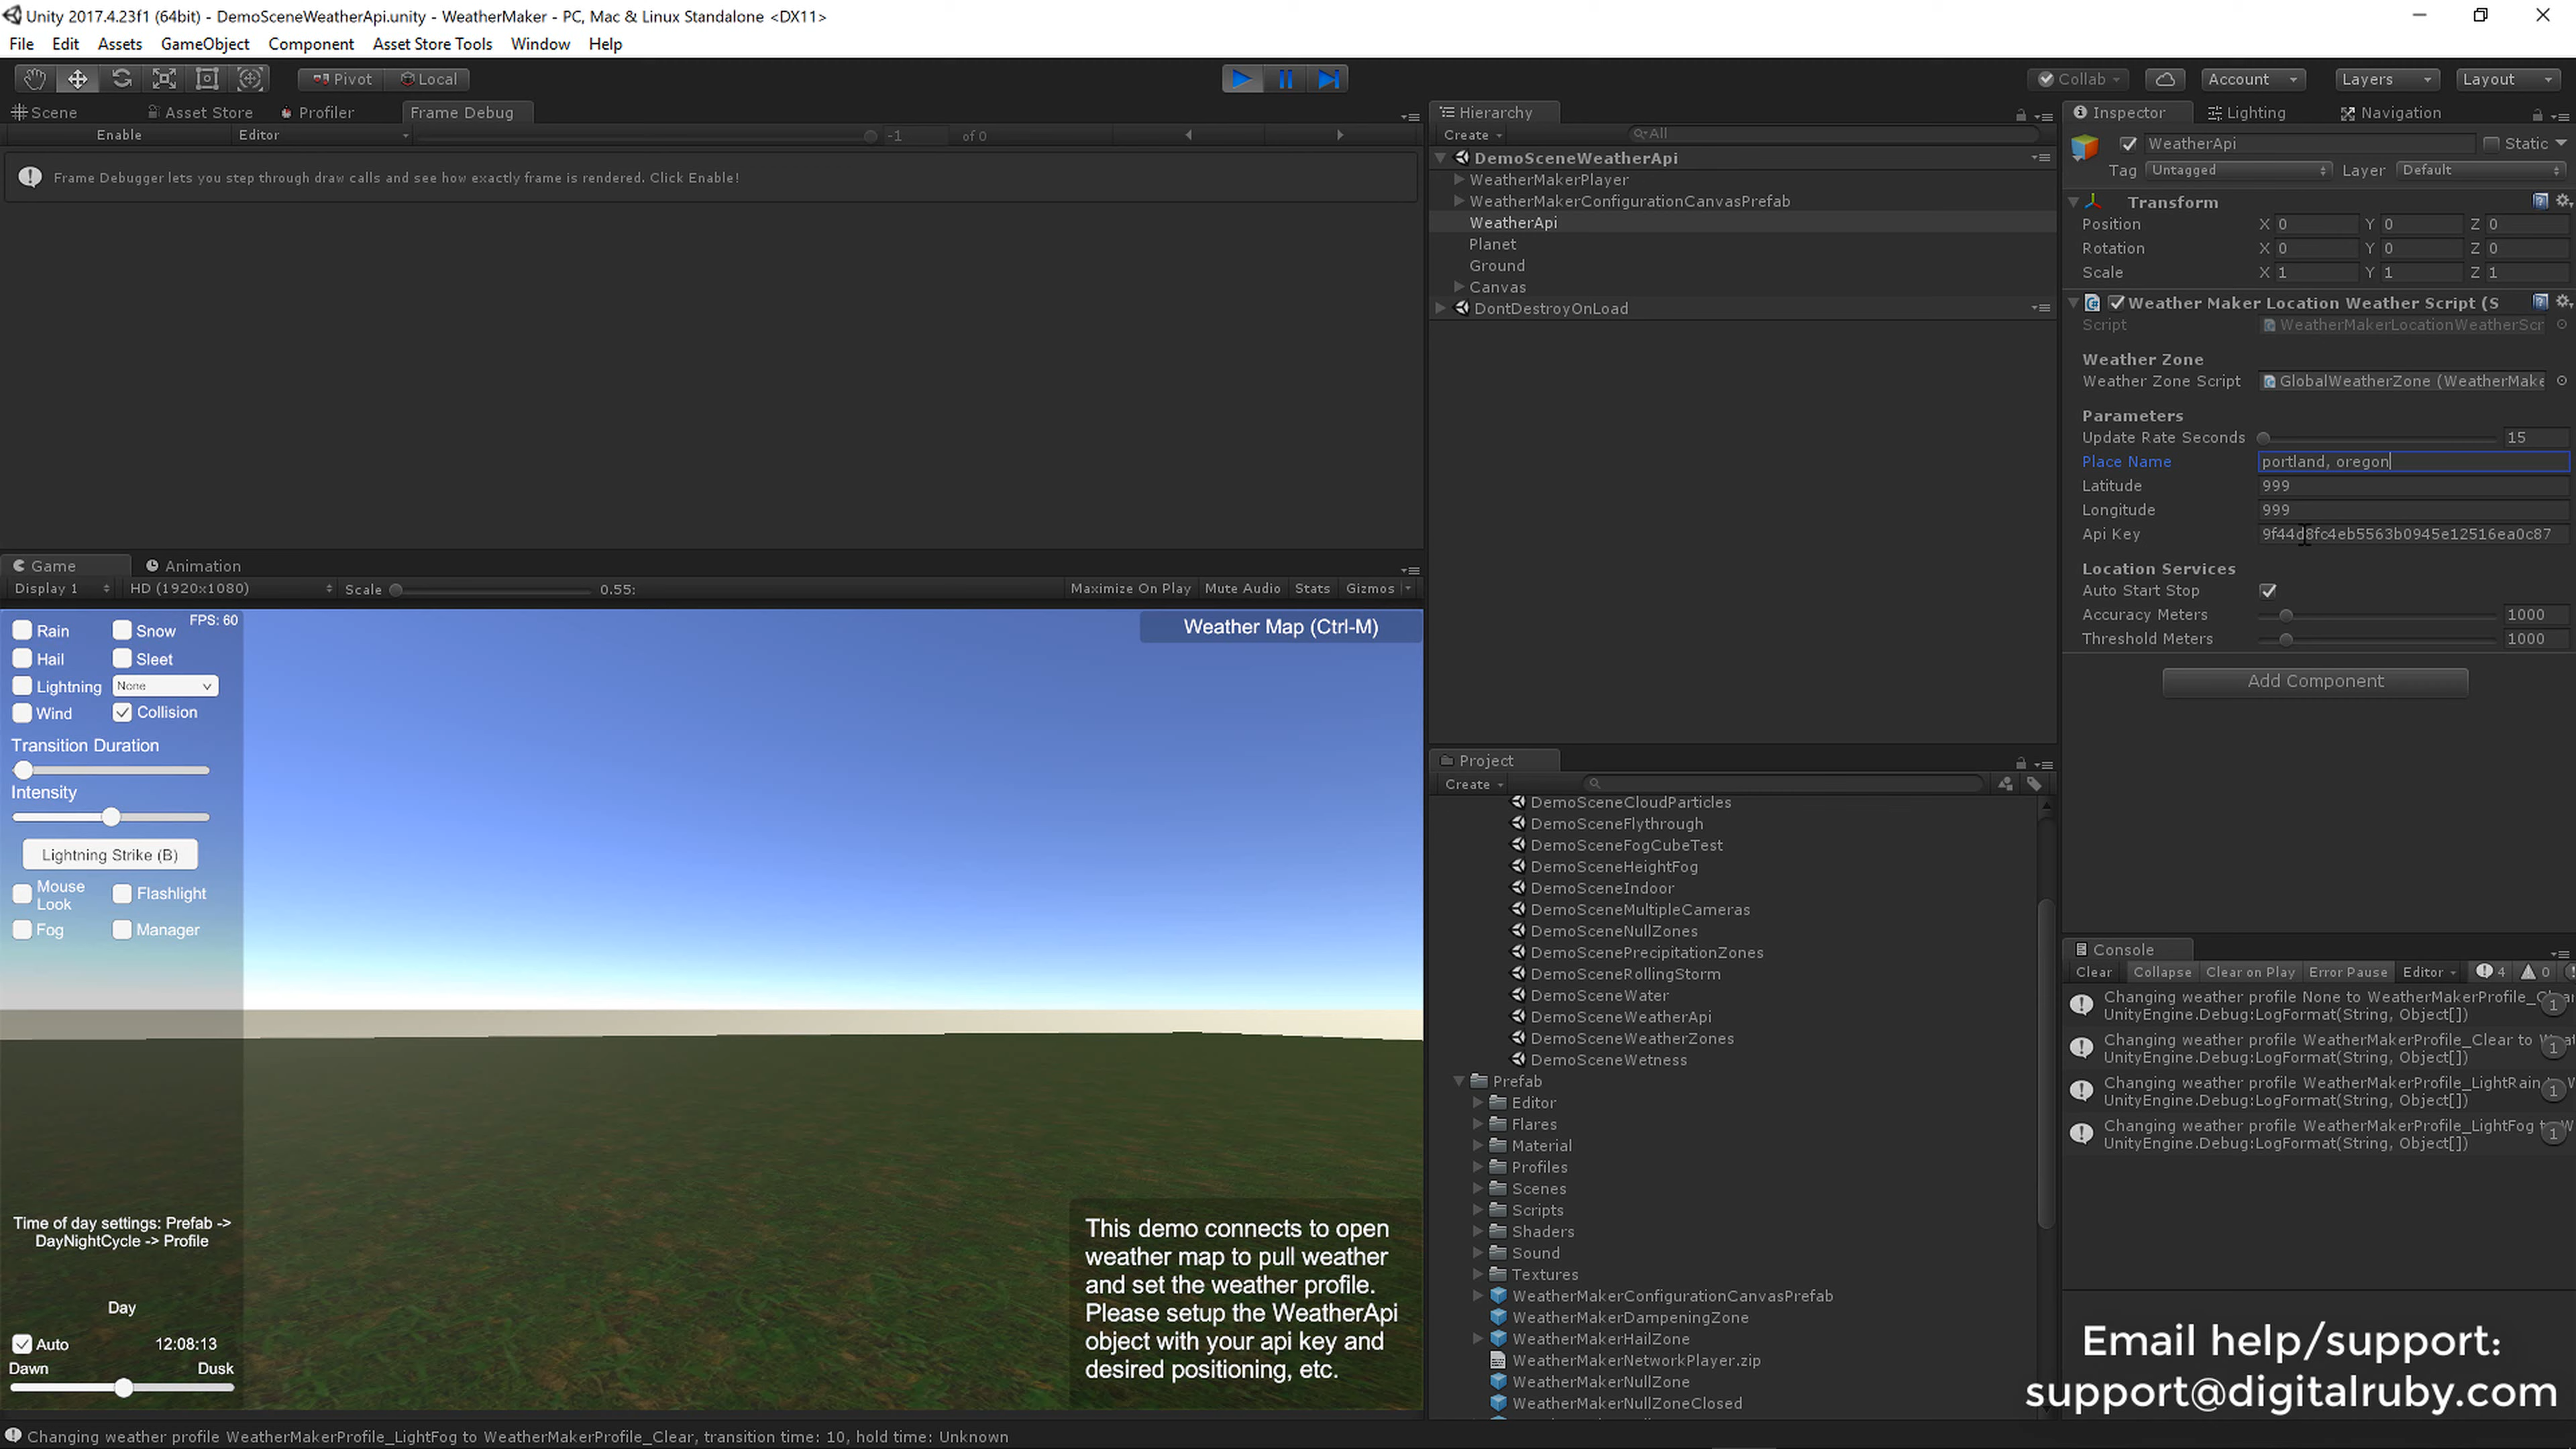 Unity 2017.4.23f1 (64bit) - DemoSceneWeatherApi.unity - WeatherMaker - PC, Mac & Linux Standalone <DX11>
File Edit Assets GameObject Component Asset Store Tools Window Help
Pivot Local Collab Account Layers Layout
Scene Asset Store Profiler Frame Debug
Enable Editor -1 of 0
Frame Debugger lets you step through draw calls and see how exactly frame is rendered. Click Enable!
Game Animation
Display 1 HD (1920x1080) Scale 0.55: Maximize On Play Mute Audio Stats Gizmos
FPS: 60
Rain Snow
Hail Sleet
Lightning None
Wind Collision
Transition Duration
Intensity
Lightning Strike (B)
Mouse Look Flashlight
Fog Manager
Time of day settings: Prefab ->
DayNightCycle -> Profile
Day
Auto 12:08:13
Dawn Dusk
Weather Map (Ctrl-M)
This demo connects to open
weather map to pull weather
and set the weather profile.
Please setup the WeatherApi
object with your api key and
desired positioning, etc.
Changing weather profile WeatherMakerProfile_LightFog to WeatherMakerProfile_Clear, transition time: 10, hold time: Unknown
Hierarchy
Create All
DemoSceneWeatherApi
WeatherMakerPlayer
WeatherMakerConfigurationCanvasPrefab
WeatherApi
Planet
Ground
Canvas
DontDestroyOnLoad
Project
Create
DemoSceneCloudParticles
DemoSceneFlythrough
DemoSceneFogCubeTest
DemoSceneHeightFog
DemoSceneIndoor
DemoSceneMultipleCameras
DemoSceneNullZones
DemoScenePrecipitationZones
DemoSceneRollingStorm
DemoSceneWater
DemoSceneWeatherApi
DemoSceneWeatherZones
DemoSceneWetness
Prefab
Editor
Flares
Material
Profiles
Scenes
Scripts
Shaders
Sound
Textures
WeatherMakerConfigurationCanvasPrefab
WeatherMakerDampeningZone
WeatherMakerHailZone
WeatherMakerNetworkPlayer.zip
WeatherMakerNullZone
WeatherMakerNullZoneClosed
Inspector Lighting Navigation
WeatherApi Static
Tag Untagged Layer Default
Transform
Position X 0 Y 0 Z 0
Rotation X 0 Y 0 Z 0
Scale X 1 Y 1 Z 1
Weather Maker Location Weather Script (S
Script WeatherMakerLocationWeatherScr
Weather Zone
Weather Zone Script GlobalWeatherZone (WeatherMake
Parameters
Update Rate Seconds 15
Place Name portland, oregon
Latitude 999
Longitude 999
Api Key 9f44d8fc4eb5563b0945e12516ea0c87
Location Services
Auto Start Stop
Accuracy Meters 1000
Threshold Meters 1000
Add Component
Console
Clear Collapse Clear on Play Error Pause Editor 4 0
Changing weather profile None to WeatherMakerProfile_Clear 1
UnityEngine.Debug:LogFormat(String, Object[])
Changing weather profile WeatherMakerProfile_Clear to 1
UnityEngine.Debug:LogFormat(String, Object[])
Changing weather profile WeatherMakerProfile_LightRain 1
UnityEngine.Debug:LogFormat(String, Object[])
Changing weather profile WeatherMakerProfile_LightFog to W 1
UnityEngine.Debug:LogFormat(String, Object[])
Email help/support:
support@digitalruby.com